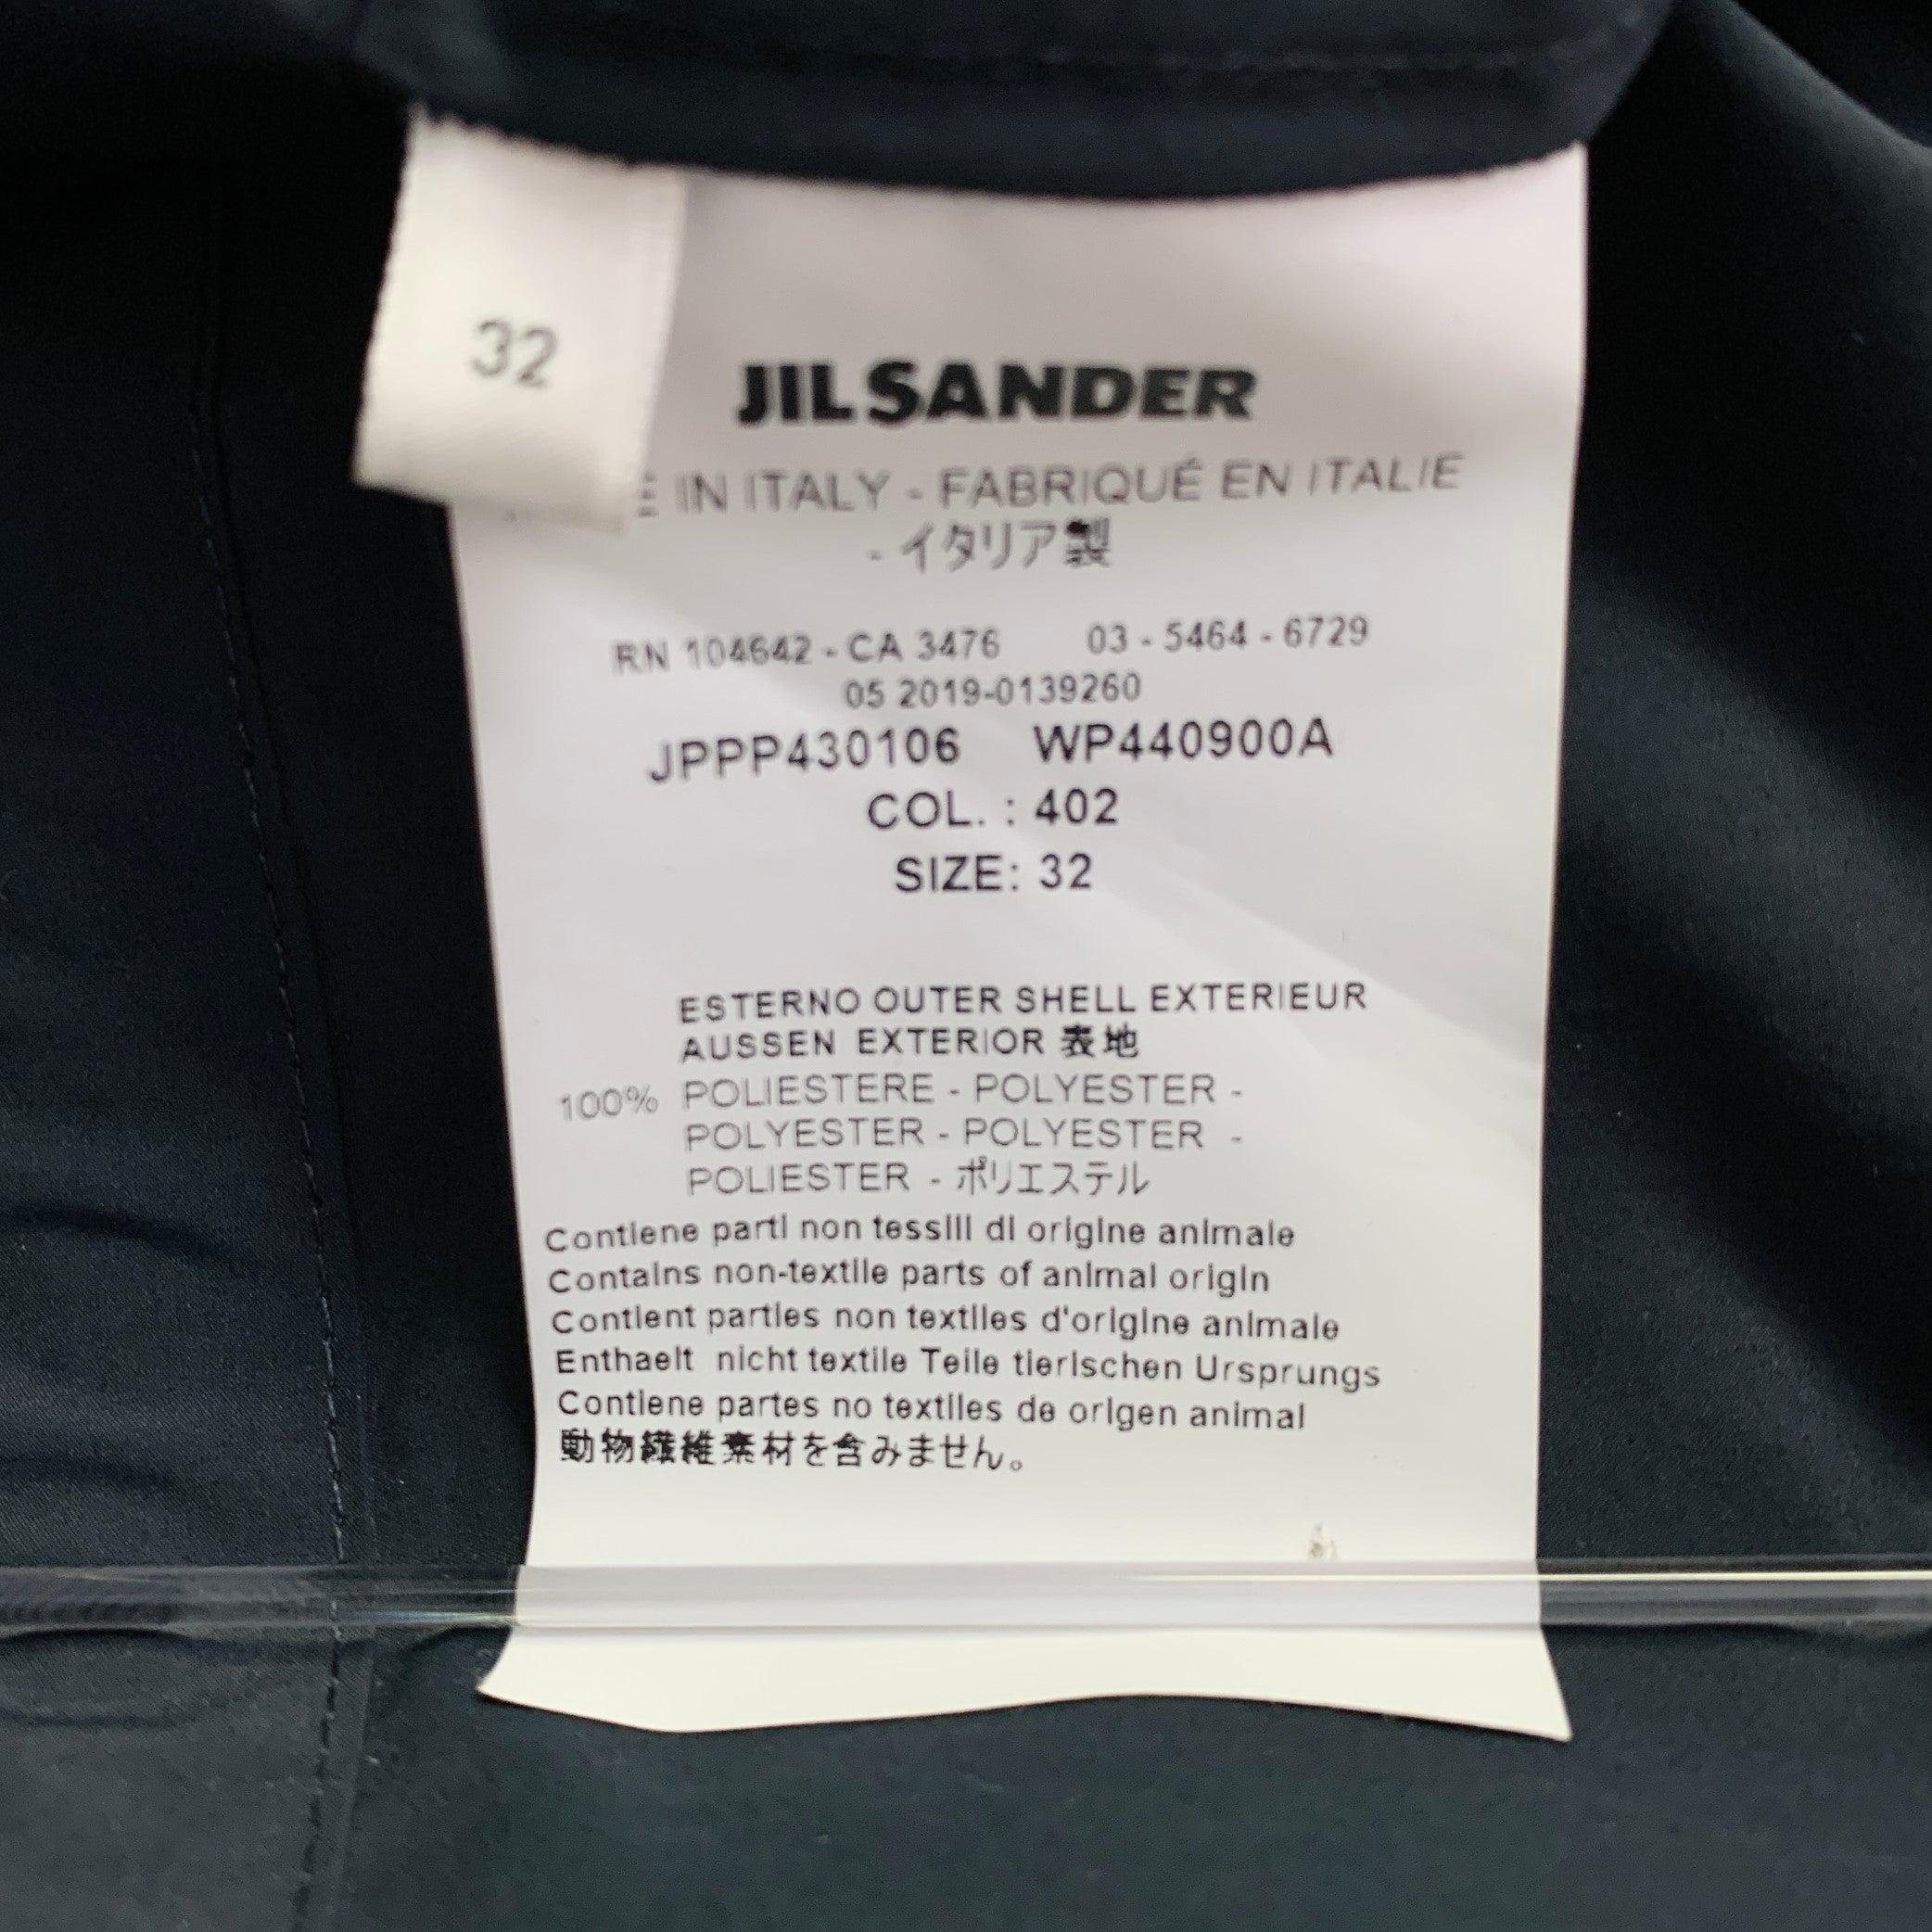 32
JIL SANDER
IN ITALY - FABRIQUÉ EN ITALIE
- イタリア製
RN 104642 - CA 3476 03 - 5464 - 6729
05 2019-0139260
JPPP430106 WP440900A
COL. : 402
SIZE: 32
ESTERNO OUTER SHELL EXTERIEUR
AUSSEN EXTERIOR 表地
100% POLIESTERE - POLYESTER -
POLYESTER - POLYESTER -
POLIESTER - ポリエステル
Contiene parti non tessili di origine animale
Contains non-textile parts of animal origin
Contient parties non textiles d'origine animale
Enthaelt nicht textile Teile tierischen Ursprungs
Contiene partes no textiles de origen animal
動物繊維素材を含みません。